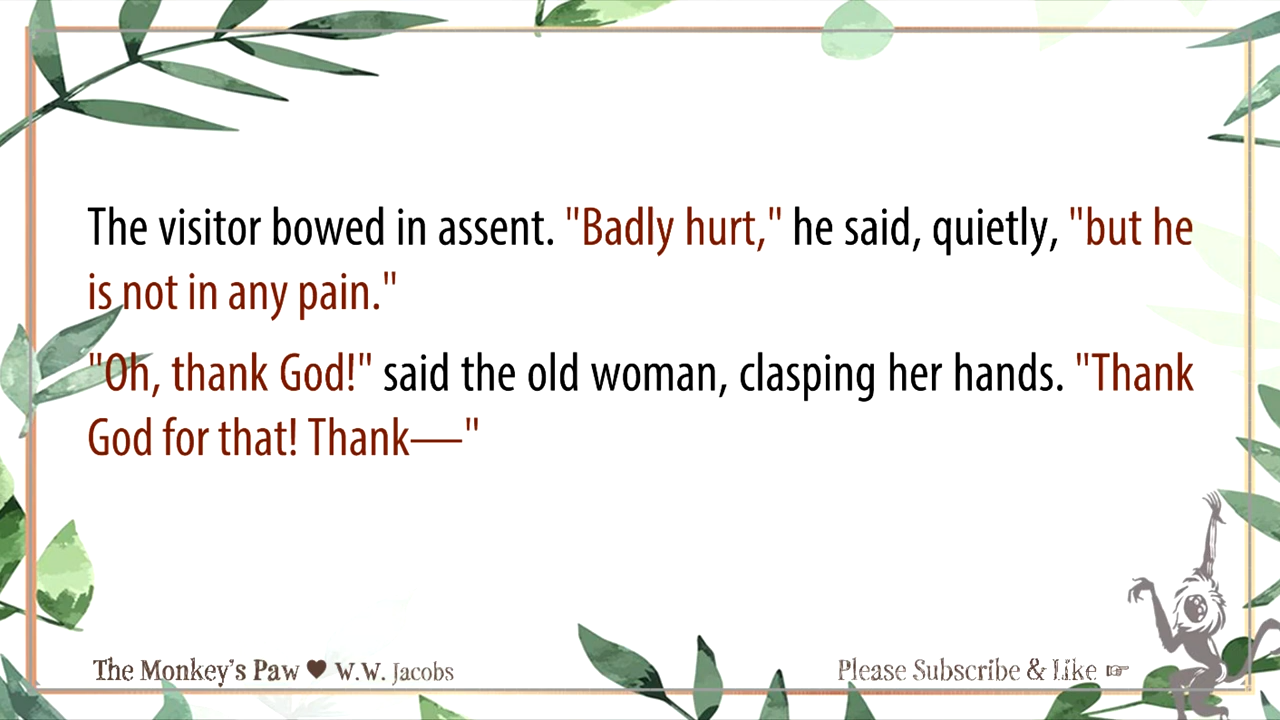 The visitor bowed in assent. "Badly hurt," he said, quietly, "but he
is not in any pain."
"Oh, thank God!" said the old woman, clasping her hands. "Thank
God for that! Thank—"
The Monkey's Paw ♥ W.W. Jacobs
Please Subscribe & Like ☞